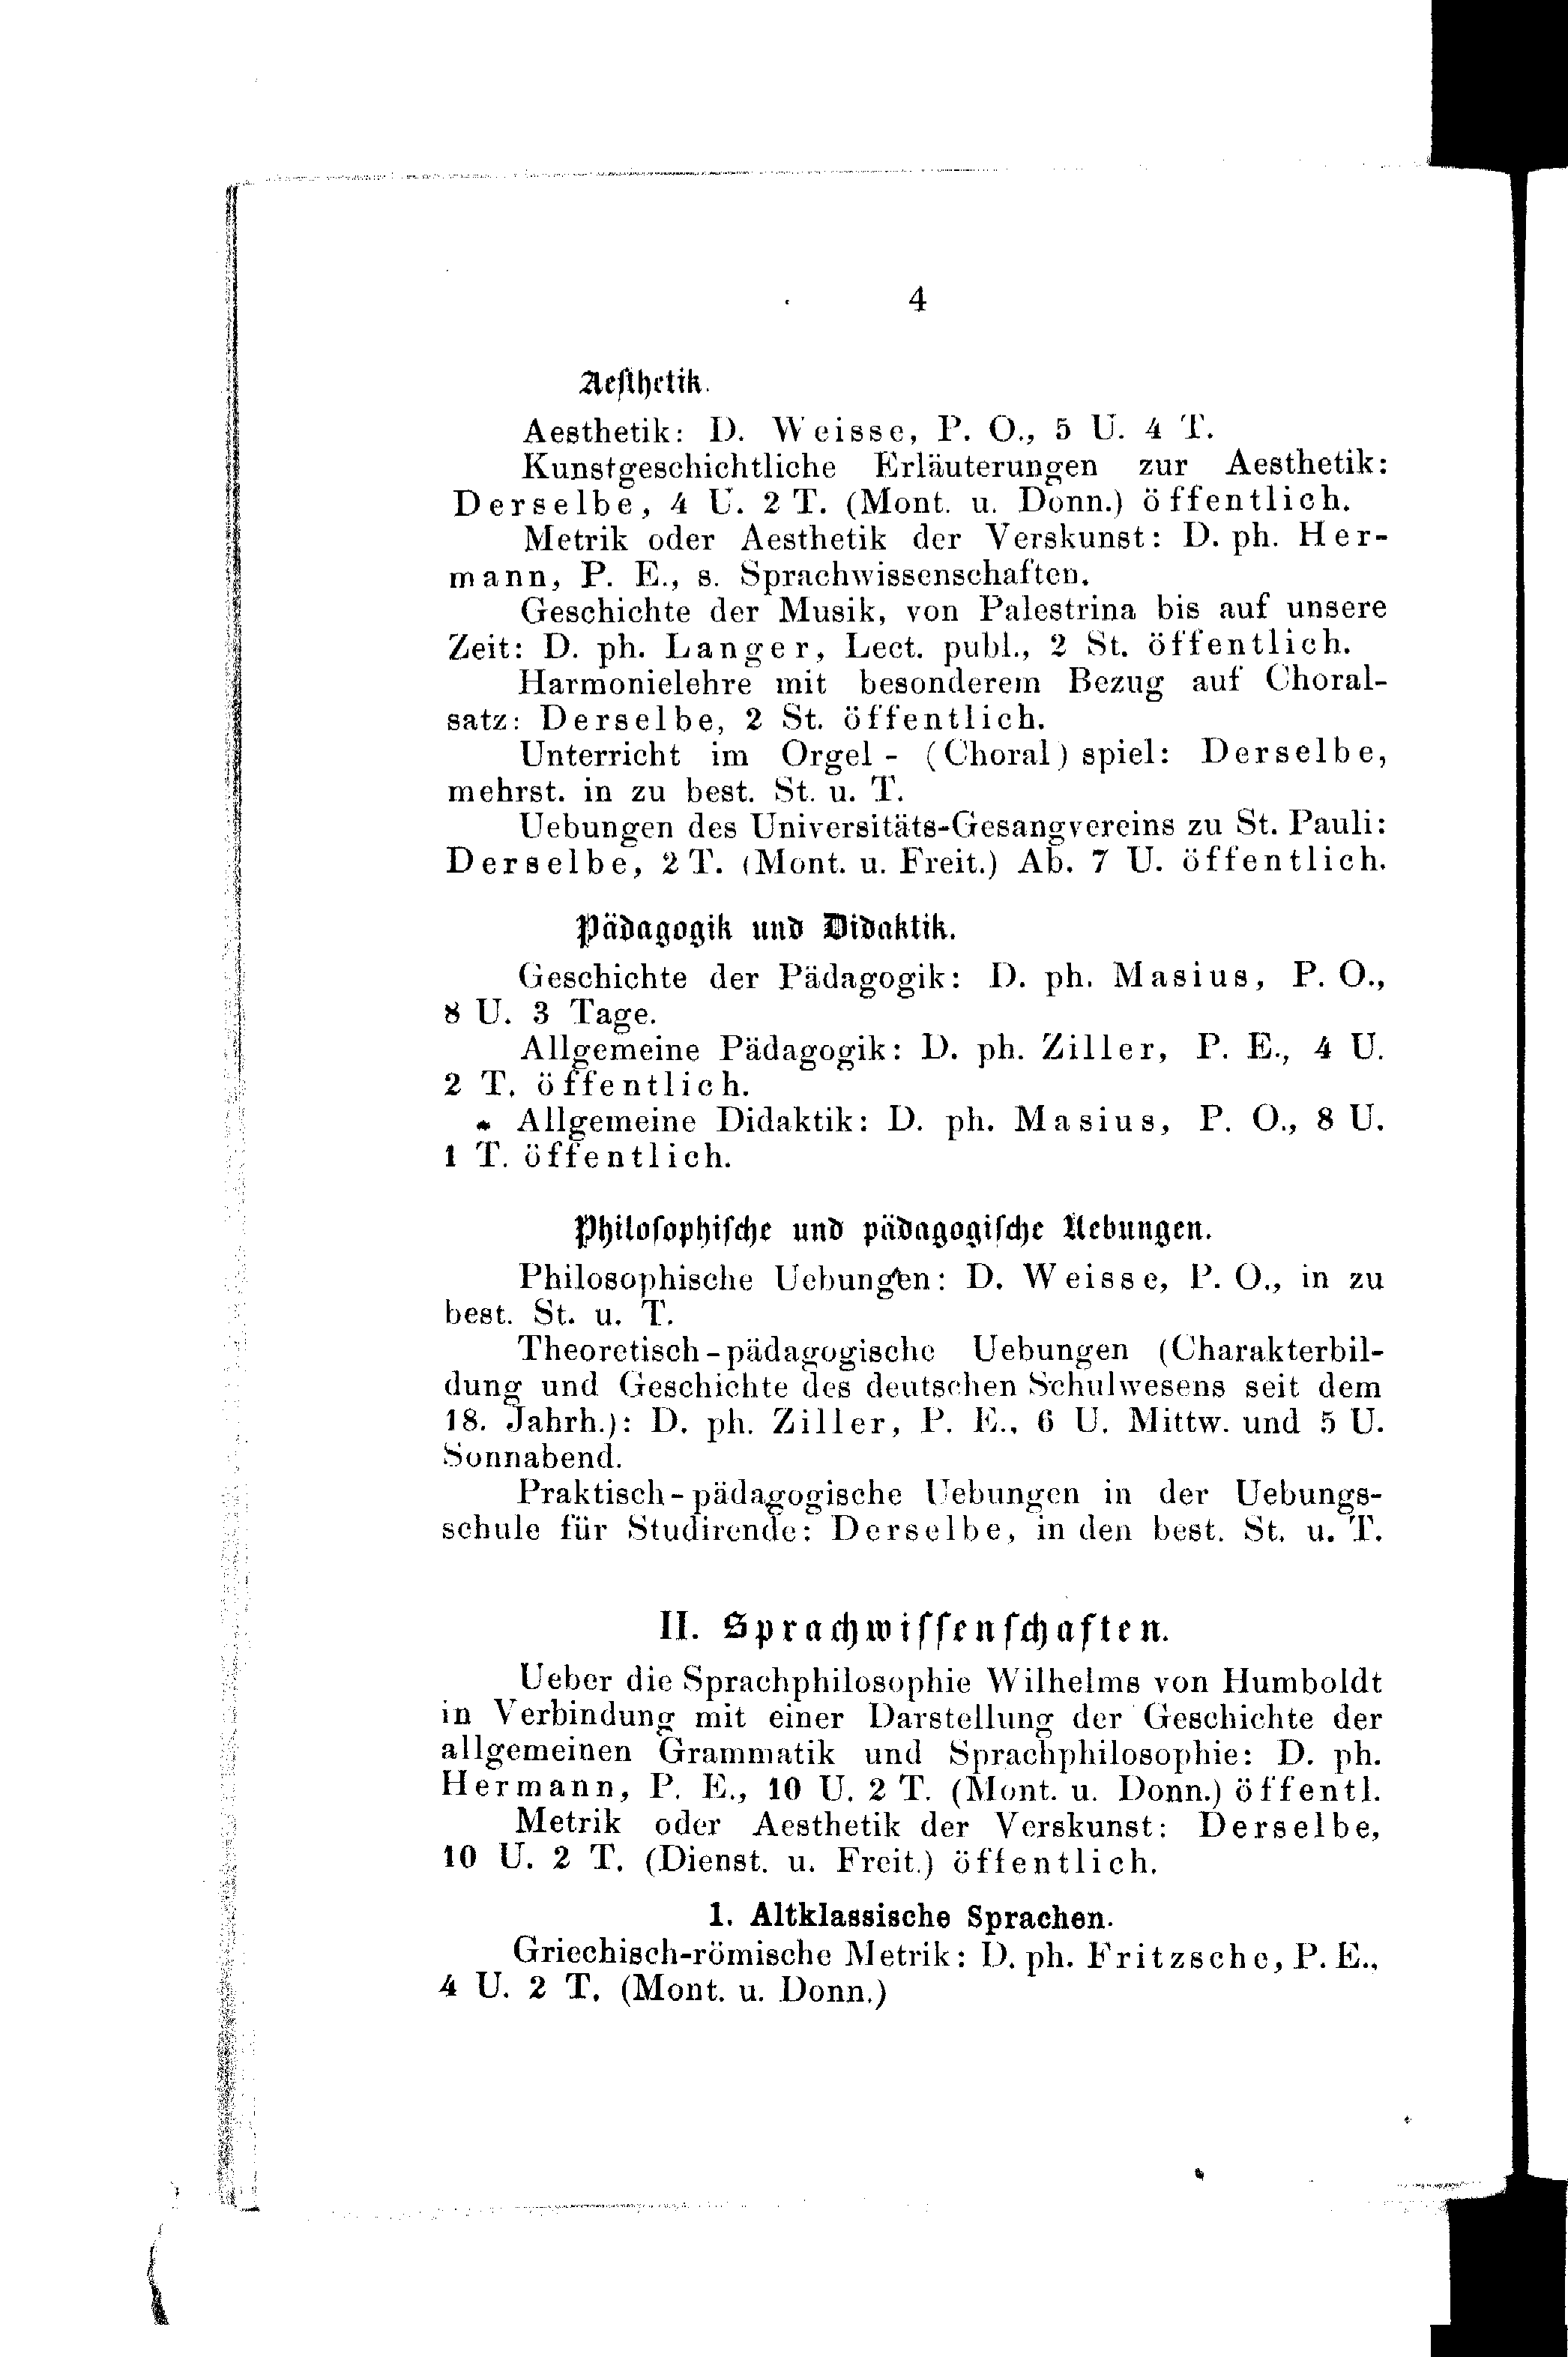 4
Aesthetik.
Aesthetik: D. Weisse, P. O., 5 U. 4 T.
Kunstgeschichtliche Erläuterungen zur Aesthetik:
Derselbe, 4 U. 2 T. (Mont. u. Donn.) öffentlich.
Metrik oder Aesthetik der Verskunst: D. ph. Her-
mann, P. E., s. Sprachwissenschaften.
Geschichte der Musik, von Palestrina bis auf unsere
Zeit: D. ph. Langer, Lect. publ., 2 St. öffentlich.
Harmonielehre mit besonderem Bezug auf Choral-
satz: Derselbe, 2 St. öffentlich.
Unterricht im Orgel - (Choral) spiel: Derselbe,
mehrst. in zu best. St. u. T.
Uebungen des Universitäts-Gesangvereins zu St. Pauli:
Derselbe, 2 T. (Mont. u. Freit.) Ab. 7 U. öffentlich.
Pädagogik und Didaktik.
Geschichte der Pädagogik: D. ph. Masius, P. O.,
8 U. 3 Tage.
Allgemeine Pädagogik: D. ph. Ziller, P. E., 4 U.
2 T. öffentlich.
Allgemeine Didaktik: D. ph. Masius, P. O., 8 U.
1 T. öffentlich.
Philosophische und pädagogische Uebungen.
Philosophische Uebungen: D. Weisse, P. O., in zu
best. St. u. T.
Theoretisch-pädagogische Uebungen (Charakterbil-
dung und Geschichte des deutschen Schulwesens seit dem
18. Jahrh.): D. ph. Ziller, P. E., 6 U. Mittw. und 5 U.
Sonnabend.
Praktisch-pädagogische Uebungen in der Uebungs-
schule für Studirende: Derselbe, in den best. St. u. T.
II. Sprachwissenschaften.
Ueber die Sprachphilosophie Wilhelms von Humboldt
in Verbindung mit einer Darstellung der Geschichte der
allgemeinen Grammatik und Sprachphilosophie: D. ph.
Hermann, P. E., 10 U. 2 T. (Mont. u. Donn.) öffentl.
Metrik oder Aesthetik der Verskunst: Derselbe,
10 U. 2 T. (Dienst. u. Freit.) öffentlich.
1. Altklassische Sprachen.
Griechisch-römische Metrik: D. ph. Fritzsche, P. E.,
4 U. 2 T. (Mont. u. Donn.)